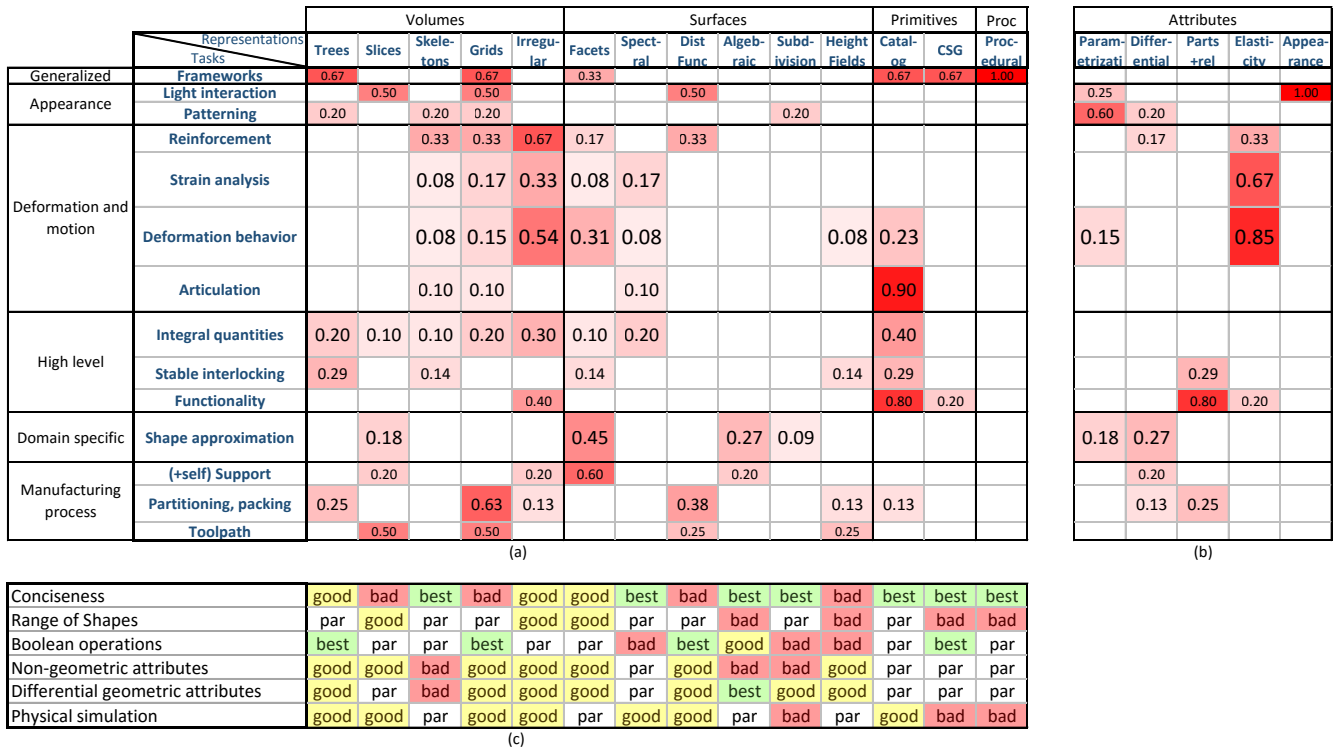 Volumes Surfaces Primitives Proc Attributes
Representations
Tasks
Trees Slices Skele-tons Grids Irregu-lar Facets Spect-ral Dist Func Algeb-raic Subd-ivision Height Fields Catal-og CSG Proc-edural Param-etrizati Differ-ential Parts +rel Elasti-city Appea-rance
Generalized Frameworks 0.67 0.67 0.33 0.67 0.67 1.00
Appearance
Light interaction 0.50 0.50 0.50 0.25 1.00
Patterning 0.20 0.20 0.20 0.20 0.60 0.20
Deformation and motion
Reinforcement 0.33 0.33 0.67 0.17 0.33 0.17 0.33
Strain analysis 0.08 0.17 0.33 0.08 0.17 0.67
Deformation behavior 0.08 0.15 0.54 0.31 0.08 0.08 0.23 0.15 0.85
Articulation 0.10 0.10 0.10 0.90
High level
Integral quantities 0.20 0.10 0.10 0.20 0.30 0.10 0.20 0.40
Stable interlocking 0.29 0.14 0.14 0.14 0.29 0.29
Functionality 0.40 0.80 0.20 0.80 0.20
Domain specific Shape approximation 0.18 0.45 0.27 0.09 0.18 0.27
Manufacturing process
(+self) Support 0.20 0.20 0.60 0.20 0.20
Partitioning, packing 0.25 0.63 0.13 0.38 0.13 0.13 0.13 0.25
Toolpath 0.50 0.50 0.25 0.25
(a) (b)
Conciseness good bad best bad good good best bad best best bad best best best
Range of Shapes par good par par good good par par bad par bad par bad bad
Boolean operations best par par best par par bad best good bad bad par best par
Non-geometric attributes good good bad good good good par good bad bad good par par par
Differential geometric attributes good par bad good good good par good best good good par par par
Physical simulation good good par good good par good good par bad par good bad bad
(c)